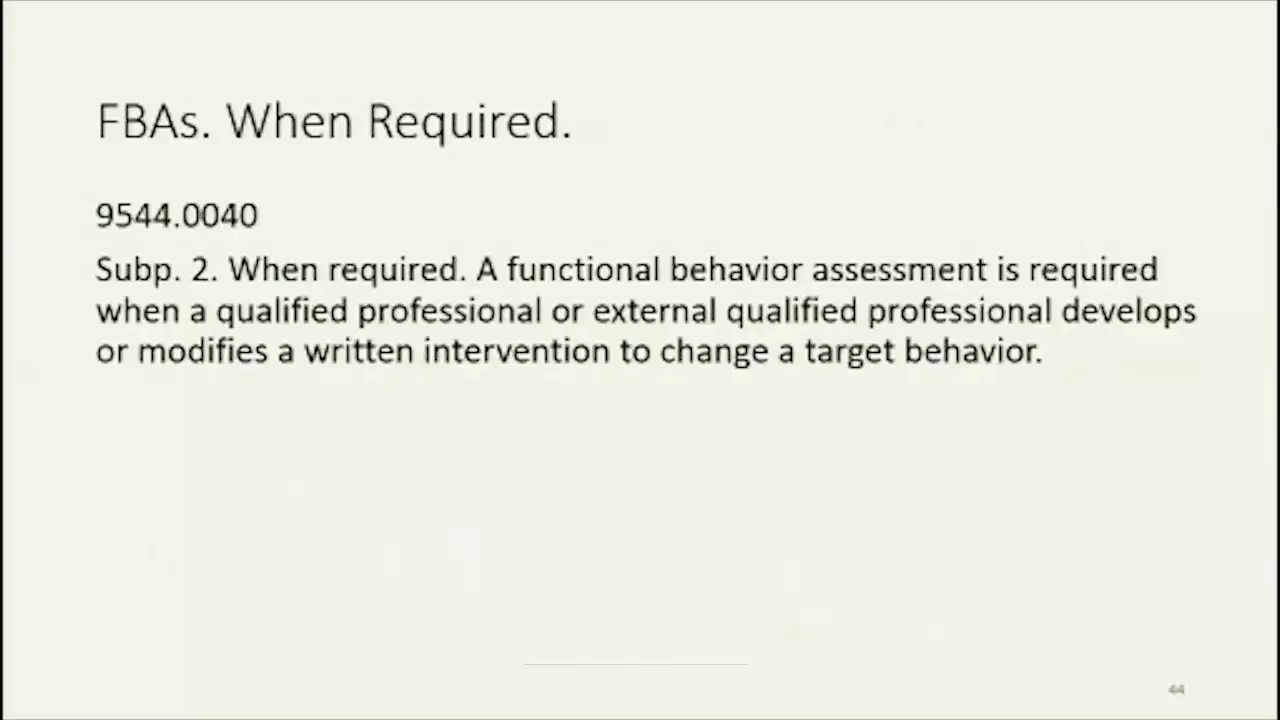 FBAs. When Required.
9544.0040
Subp. 2. When required. A functional behavior assessment is required
when a qualified professional or external qualified professional develops
or modifies a written intervention to change a target behavior.
44